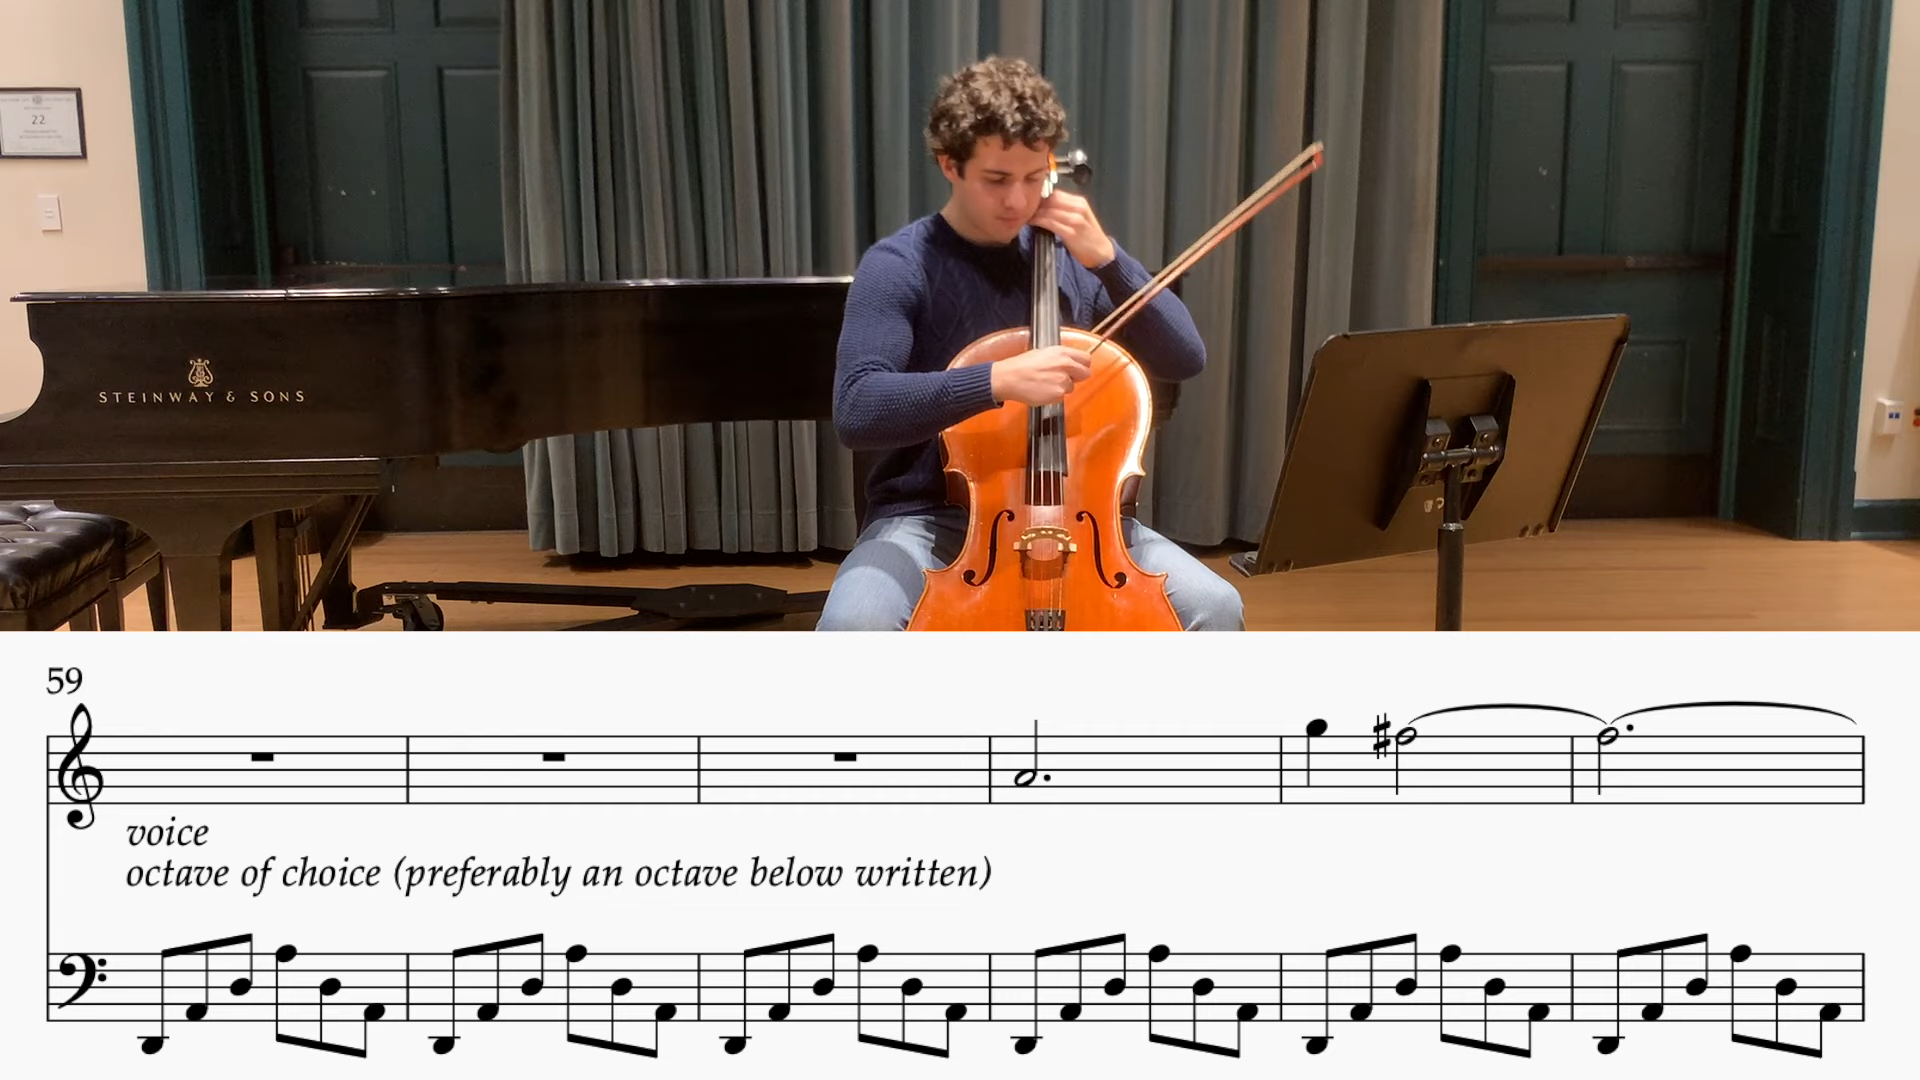 22
STEINWAY & SONS
59
voice
octave of choice (preferably an octave below written)